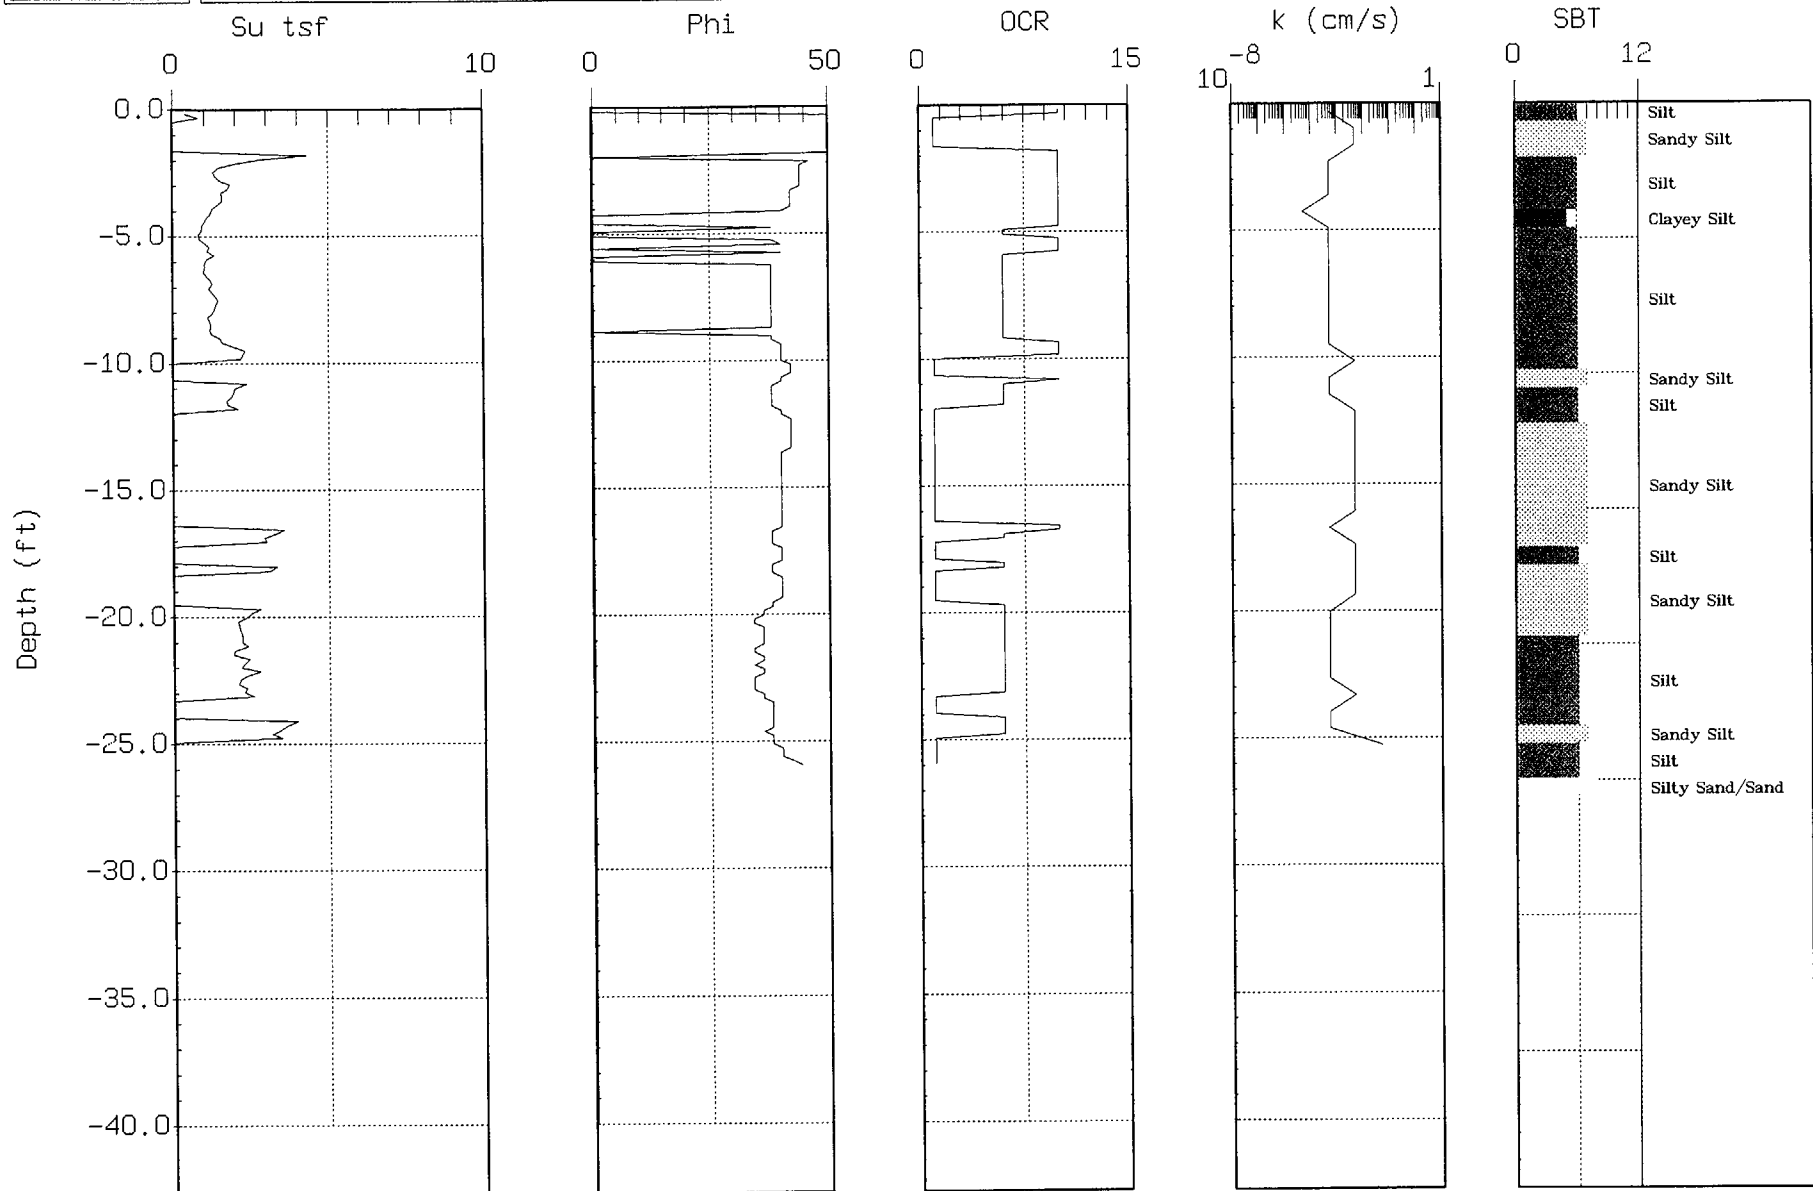 Su tsf
Phi
OCR
k (cm/s)
SBT
0 10
0 50
0 15
10^-8 1
0 12
0.0
-5.0
-10.0
-15.0
-20.0
-25.0
-30.0
-35.0
-40.0
Depth (ft)
Silt
Sandy Silt
Silt
Clayey Silt
Silt
Sandy Silt
Silt
Sandy Silt
Silt
Sandy Silt
Silt
Sandy Silt
Silt
Silty Sand/Sand